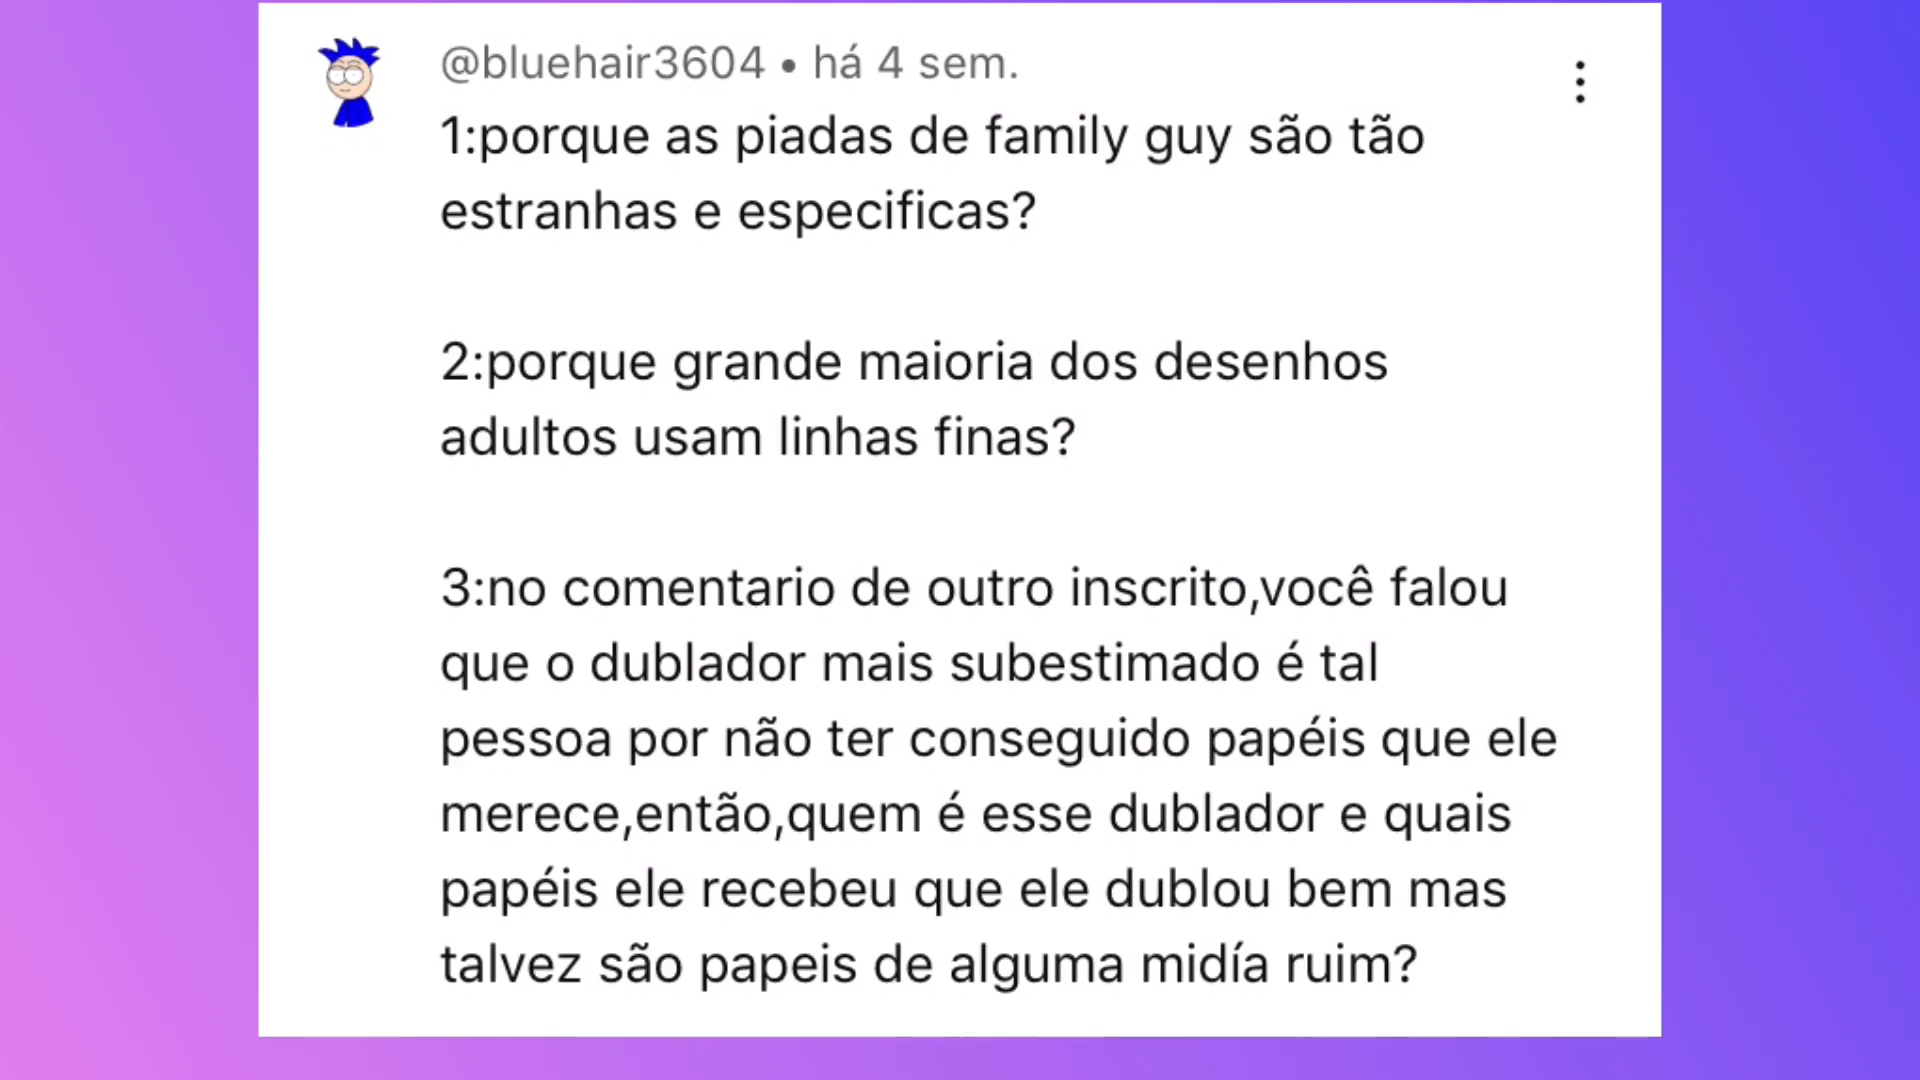 @bluehair3604 • há 4 sem.
1:porque as piadas de family guy são tão
estranhas e especificas?
2:porque grande maioria dos desenhos
adultos usam linhas finas?
3:no comentario de outro inscrito,você falou
que o dublador mais subestimado é tal
pessoa por não ter conseguido papéis que ele
merece,então,quem é esse dublador e quais
papéis ele recebeu que ele dublou bem mas
talvez são papeis de alguma midía ruim?